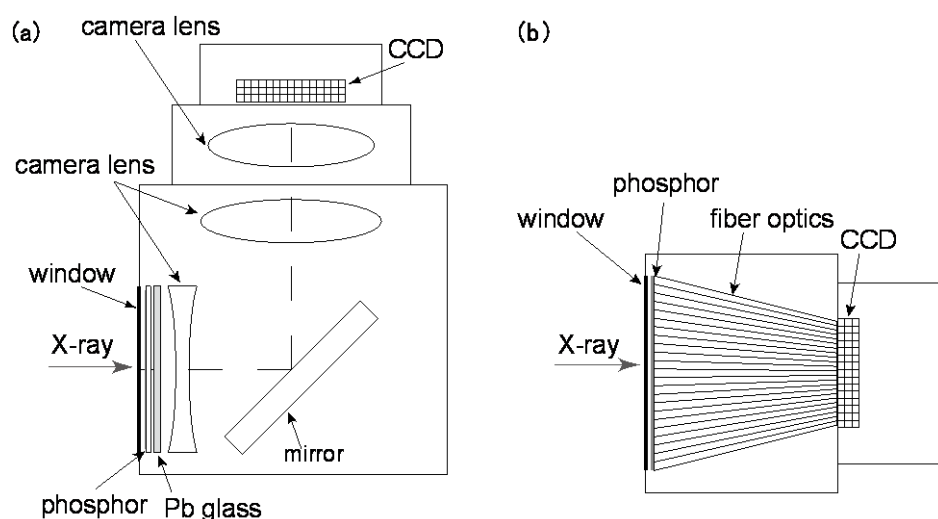 (a)
camera lens
CCD
camera lens
window
X-ray
mirror
phosphor
Pb glass
(b)
phosphor
window
fiber optics
CCD
X-ray